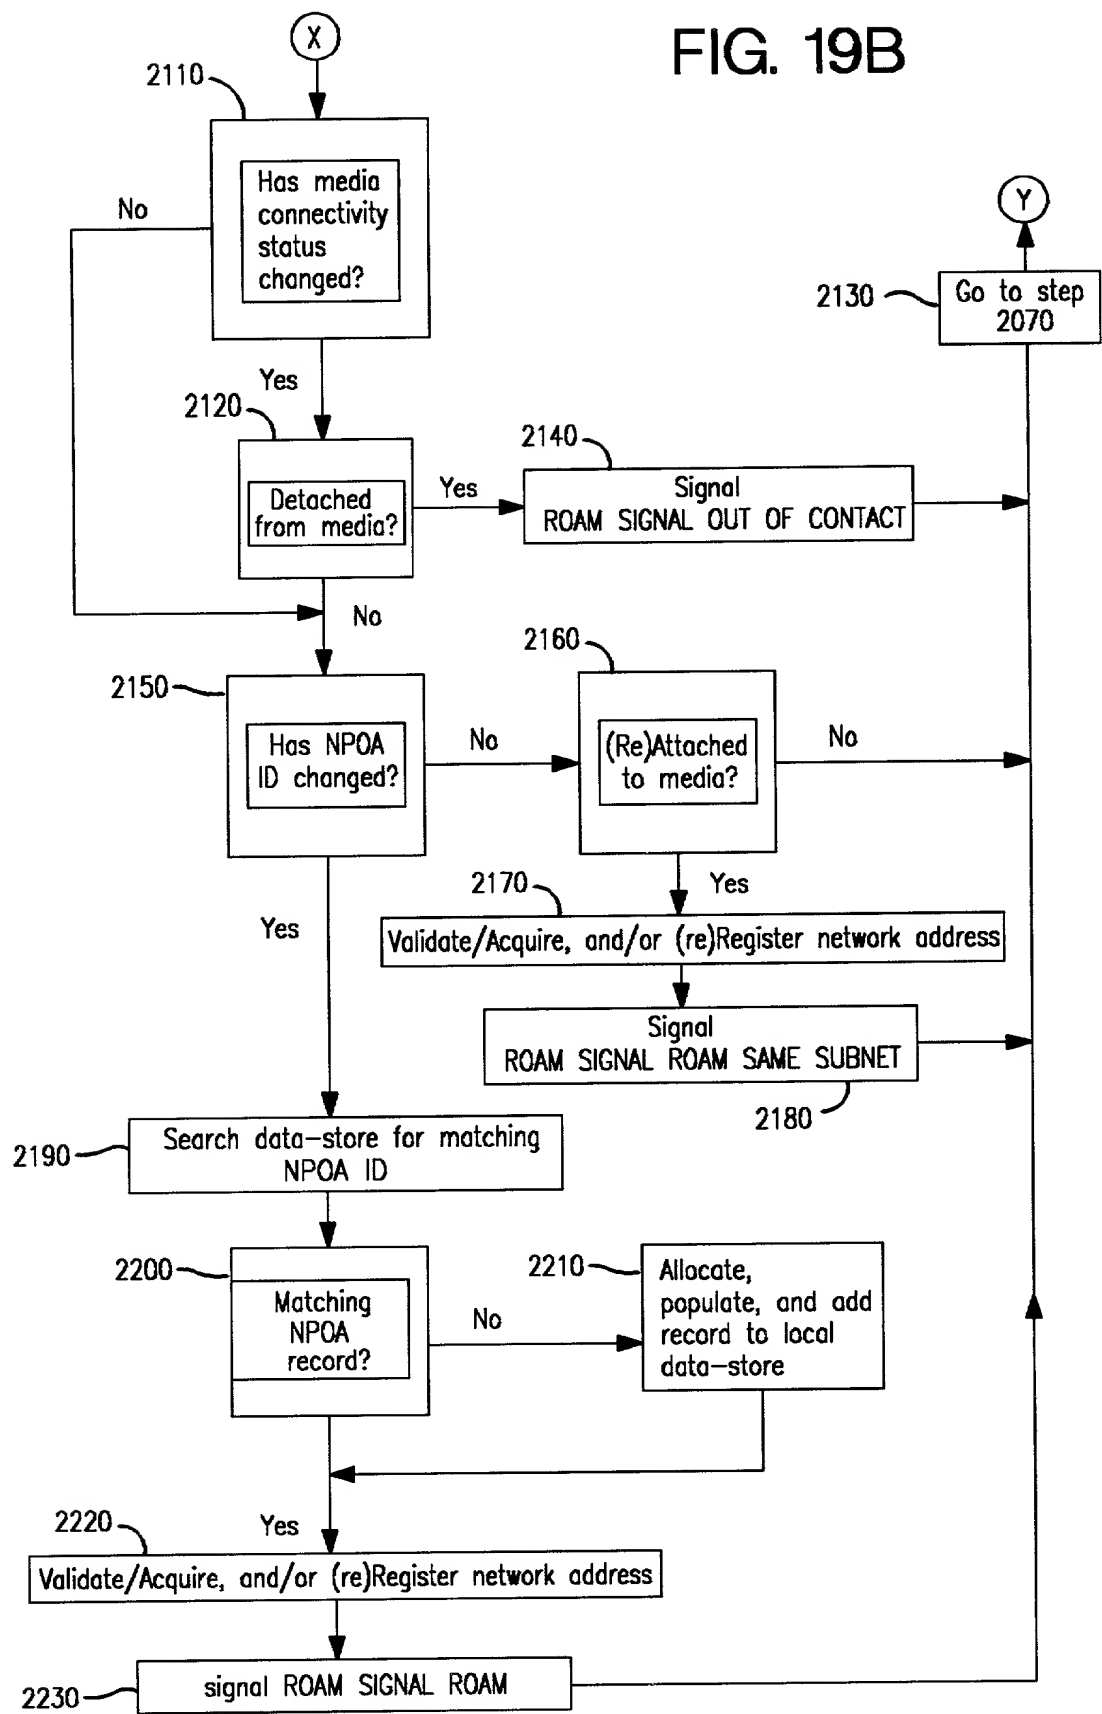 X
FIG. 19B
2110
Has media
connectivity
status
changed?
No
Y
2130
Go to step
2070
Yes
2120
Detached
from media?
Yes
2140
Signal
ROAM SIGNAL OUT OF CONTACT
No
2150
Has NPOA
ID changed?
No
2160
(Re)Attached
to media?
No
Yes
2170
Validate/Acquire, and/or (re)Register network address
Signal
ROAM SIGNAL ROAM SAME SUBNET
2180
Yes
2190
Search data-store for matching
NPOA ID
2200
Matching
NPOA
record?
No
2210
Allocate,
populate, and add
record to local
data-store
Yes
2220
Validate/Acquire, and/or (re)Register network address
2230
signal ROAM SIGNAL ROAM